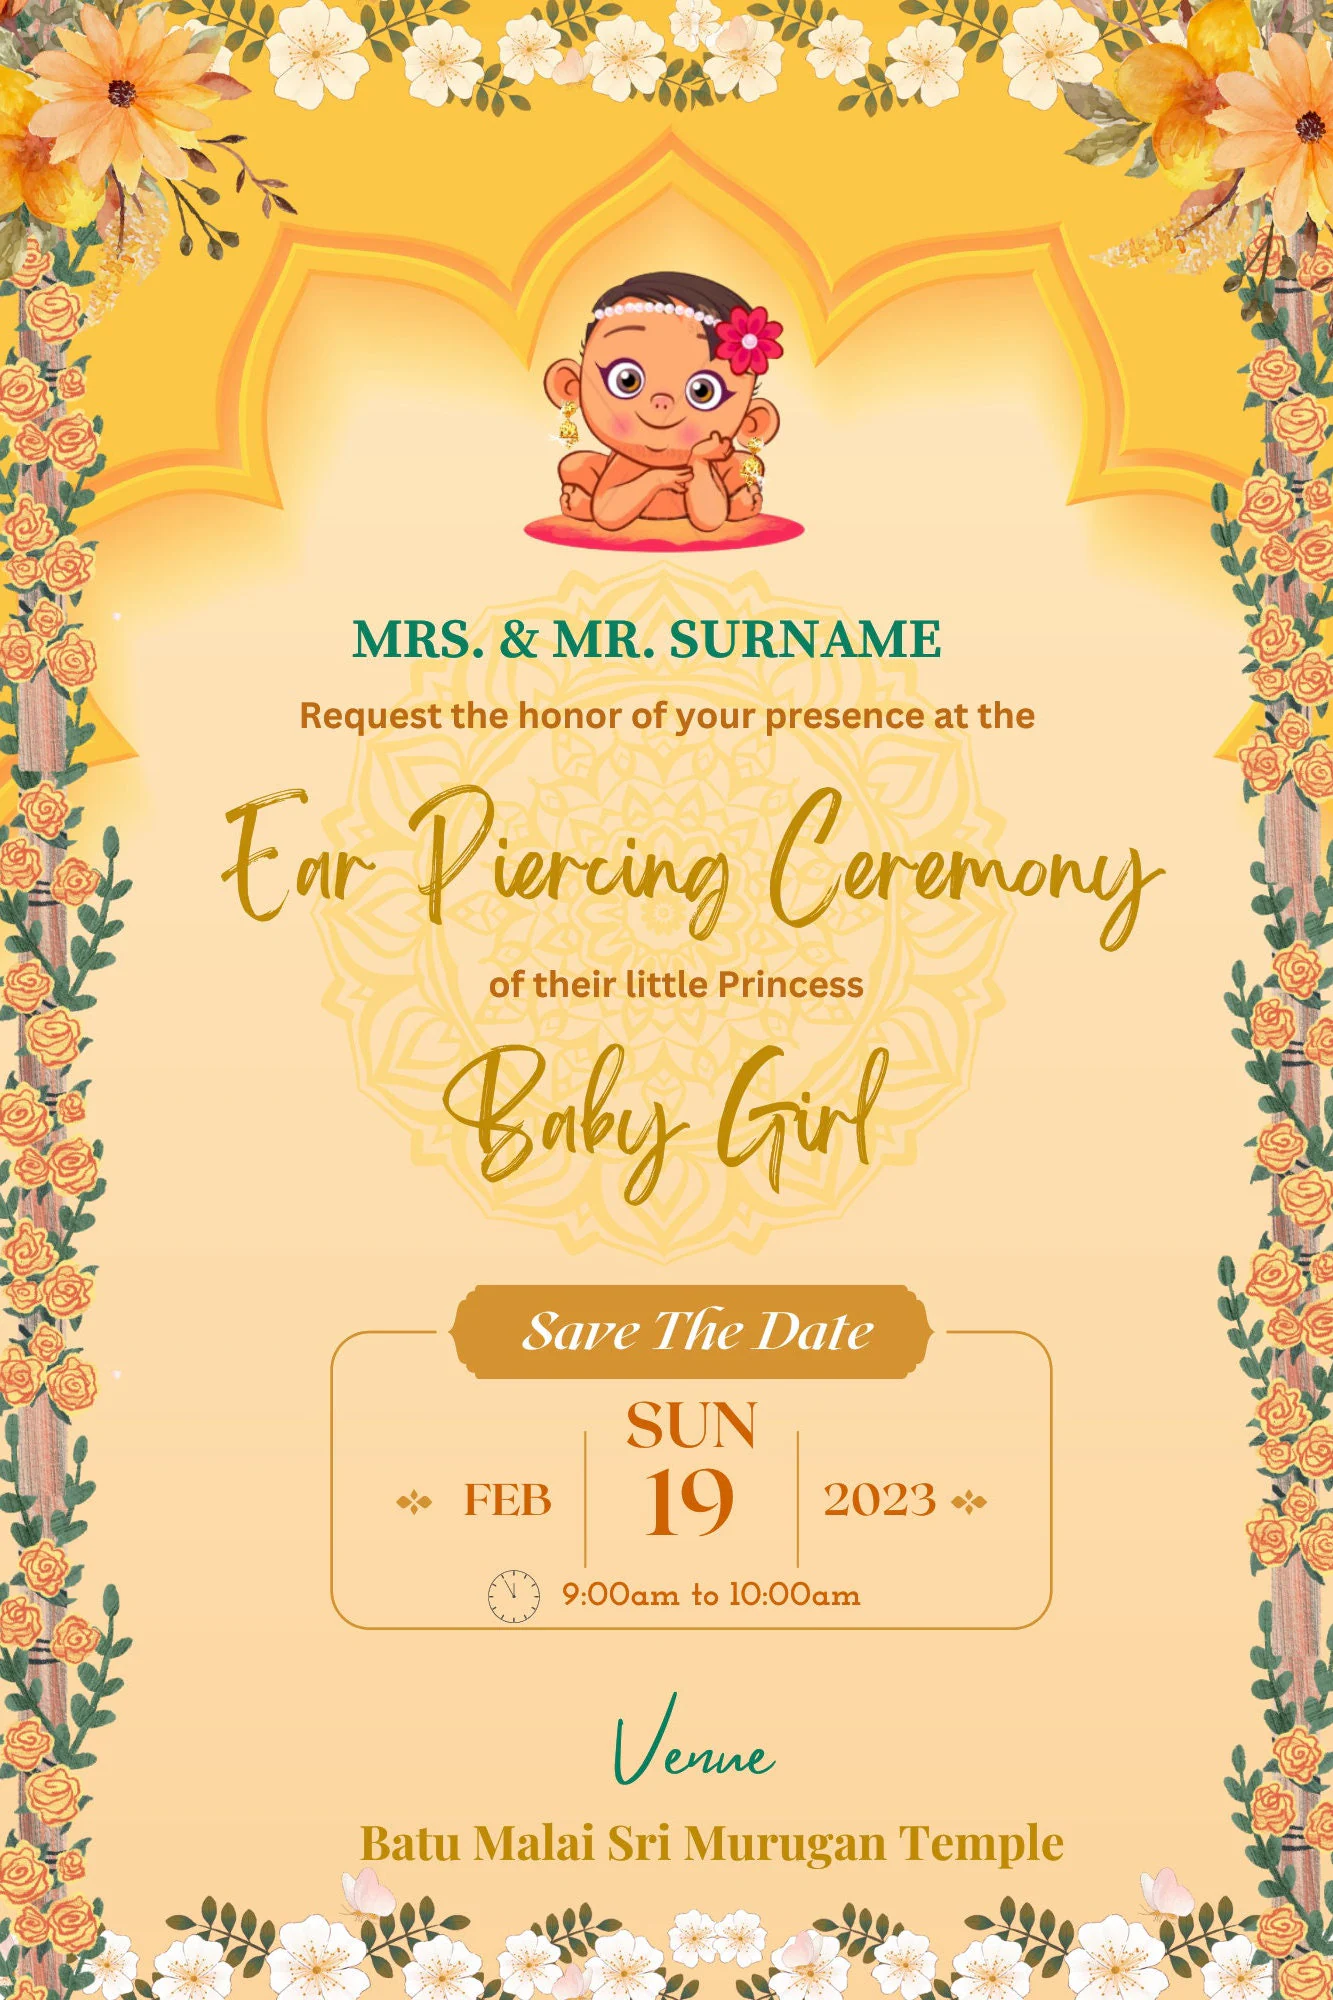 MRS. & MR. SURNAME
Request the honor of your presence at the
Ear Piercing Ceremony
of their little Princess
Baby Girl
Save The Date
SUN
FEB 19 2023
9:00am to 10:00am
Venue
Batu Malai Sri Murugan Temple